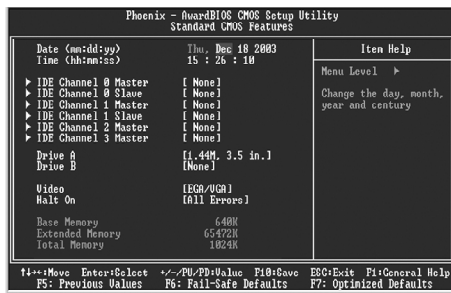 Phoenix - AwardBIOS CMOS Setup Utility
Standard CMOS Features
Date (mm:dd:yy) Thu, Dec 18 2003
Time (hh:mm:ss) 15 : 26 : 10
IDE Channel 0 Master [ None]
IDE Channel 0 Slave [ None]
IDE Channel 1 Master [ None]
IDE Channel 1 Slave [ None]
IDE Channel 2 Master [ None]
IDE Channel 3 Master [ None]
Drive A [1.44M, 3.5 in.]
Drive B [None]
Video [EGA/VGA]
Halt On [All Errors]
Base Memory 640K
Extended Memory 65472K
Total Memory 1024K
Item Help
Menu Level
Change the day, month,
year and century
↑↓→←:Move Enter:Select +/-/PU/PD:Value F10:Save ESC:Exit F1:General Help
F5: Previous Values F6: Fail-Safe Defaults F7: Optimized Defaults